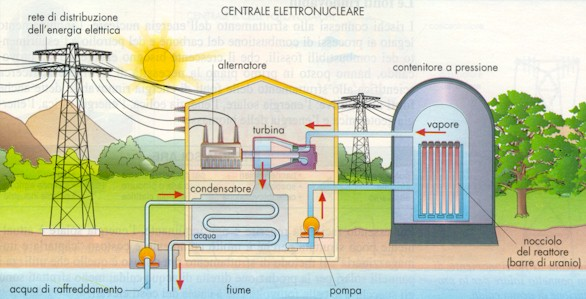 CENTRALE ELETTRONUCLEARE
rete di distribuzione
dell'energia elettrica
alternatore
contenitore a pressione
turbina
vapore
condensatore
acqua
nocciolo
del reattore
(barre di uranio)
acqua di raffreddamento
fiume
pompa